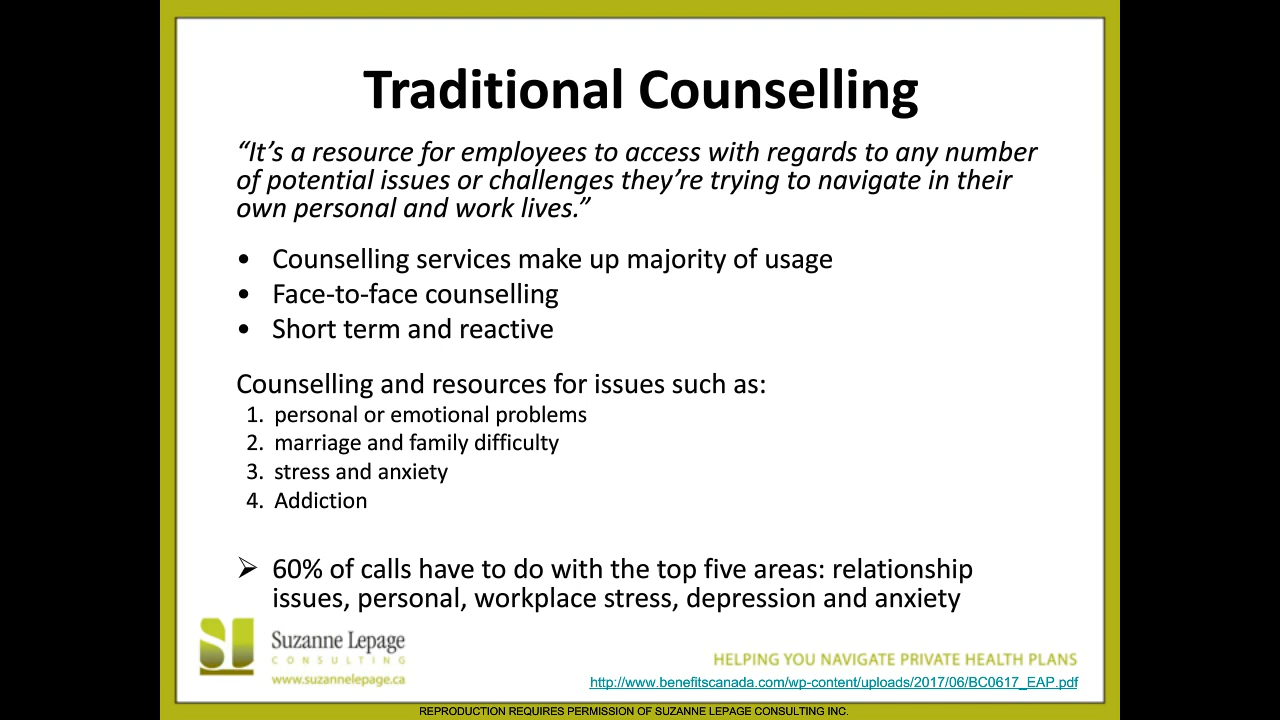 Traditional Counselling
“It’s a resource for employees to access with regards to any number
of potential issues or challenges they’re trying to navigate in their
own personal and work lives.”
• Counselling services make up majority of usage
• Face-to-face counselling
• Short term and reactive
Counselling and resources for issues such as:
1. personal or emotional problems
2. marriage and family difficulty
3. stress and anxiety
4. Addiction
➢ 60% of calls have to do with the top five areas: relationship
issues, personal, workplace stress, depression and anxiety
SL
Suzanne Lepage
CONSULTING
www.suzannelepage.ca
HELPING YOU NAVIGATE PRIVATE HEALTH PLANS
http://www.benefitscanada.com/wp-content/uploads/2017/06/BC0617_EAP.pdf
REPRODUCTION REQUIRES PERMISSION OF SUZANNE LEPAGE CONSULTING INC.